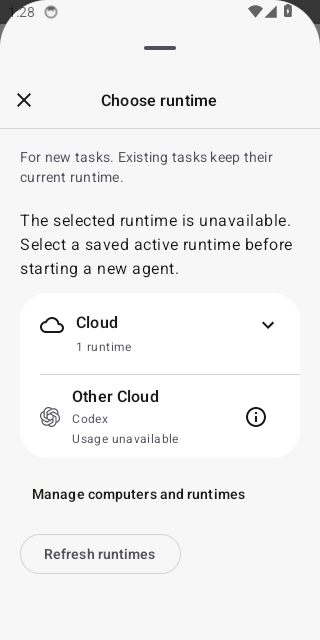 1:28
Choose runtime
For new tasks. Existing tasks keep their
current runtime.
The selected runtime is unavailable.
Select a saved active runtime before
starting a new agent.
Cloud
1 runtime
Other Cloud
Codex
Usage unavailable
Manage computers and runtimes
Refresh runtimes